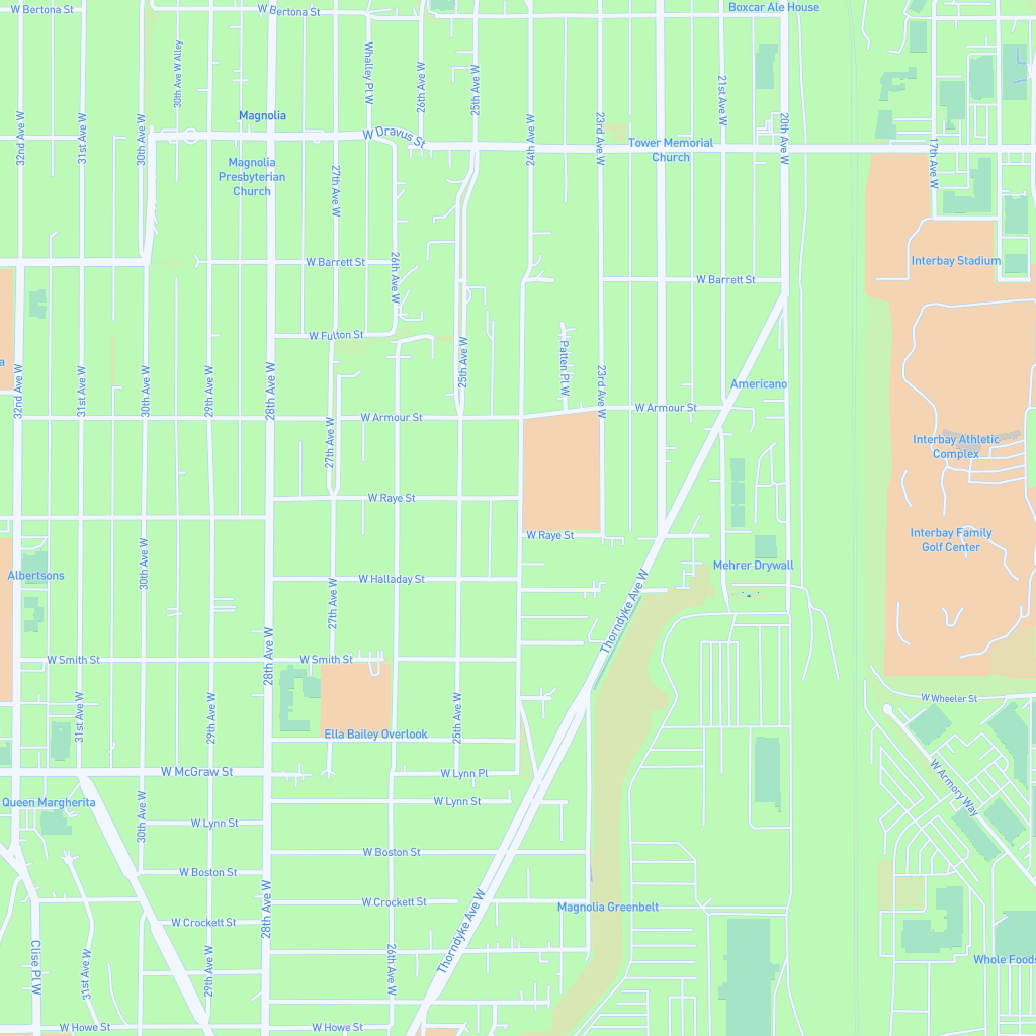 W Bertona St
W Bertona St
Boxcar Ale House
30th Ave W Alley
Whalley Pl W
26th Ave W
25th Ave W
21st Ave W
Magnolia
W Dravus St
32nd Ave W
31st Ave W
30th Ave W
24th Ave W
23rd Ave W
20th Ave W
Tower Memorial
Church
17th Ave W
Magnolia
Presbyterian
Church
27th Ave W
W Barrett St
26th Ave W
W Barrett St
Interbay Stadium
W Fulton St
25th Ave W
Patten Pl W
23rd Ave W
a
32nd Ave W
31st Ave W
30th Ave W
29th Ave W
28th Ave W
Americano
W Armour St
W Armour St
27th Ave W
Interbay Athletic
Complex
W Raye St
W Raye St
Interbay Family
Golf Center
30th Ave W
Albertsons
W Halladay St
Mehrer Drywall
27th Ave W
Thorndyke Ave W
28th Ave W
W Smith St
W Smith St
31st Ave W
29th Ave W
25th Ave W
W Wheeler St
Ella Bailey Overlook
W McGraw St
W Lynn Pl
W Armory Way
Queen Margherita
W Lynn St
30th Ave W
W Lynn St
W Boston St
W Boston St
28th Ave W
W Crockett St
Thorndyke Ave W
Magnolia Greenbelt
W Crockett St
Clise Pl W
31st Ave W
29th Ave W
26th Ave W
Whole Foods
W Howe St
W Howe St